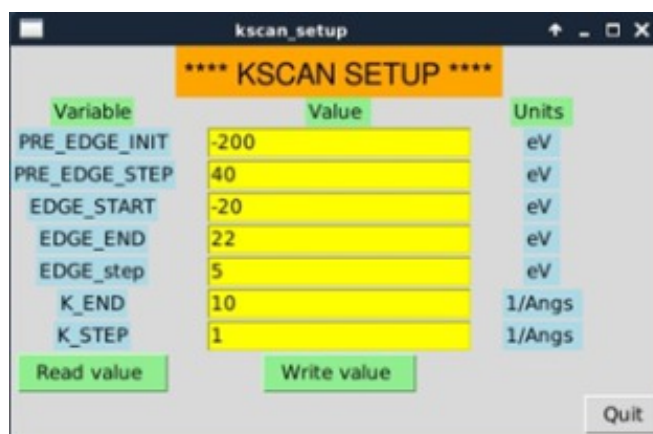 kscan_setup
**** KSCAN SETUP ****
Variable Value Units
PRE_EDGE_INIT -200 eV
PRE_EDGE_STEP 40 eV
EDGE_START -20 eV
EDGE_END 22 eV
EDGE_step 5 eV
K_END 10 1/Angs
K_STEP 1 1/Angs
Read value Write value
Quit